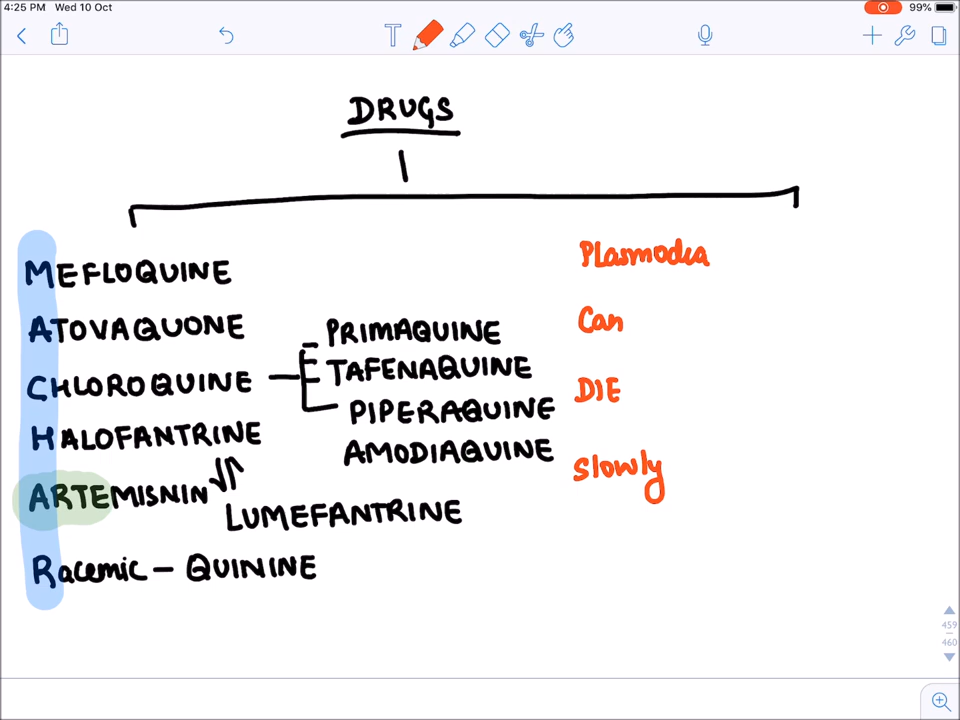 4:25 PM Wed 10 Oct
99%
T
DRUGS
MEFLOQUINE
ATOVAQUONE
CHLOROQUINE
HALOFANTRINE
ARTEMISNIN
LUMEFANTRINE
Racemic - QUININE
PRIMAQUINE
TAFENAQUINE
PIPERAQUINE
AMODIAQUINE
Plasmodia
Can
DIE
Slowly
459
460